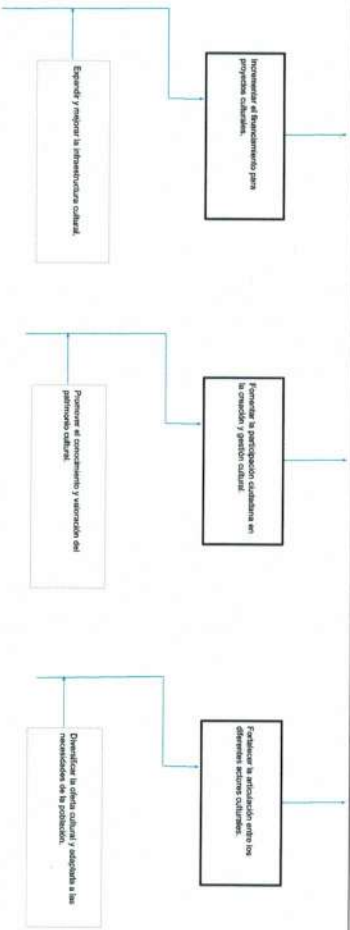 Incrementar el financiamiento para
proyectos culturales.
Fomentar la participación ciudadana en
la creación y gestión cultural.
Fortalecer la articulación entre los
diferentes actores culturales.
Expandir y mejorar la infraestructura cultural.
Promover el conocimiento y valoración del
patrimonio cultural.
Diversificar la oferta cultural y adaptarla a las
necesidades de la población.